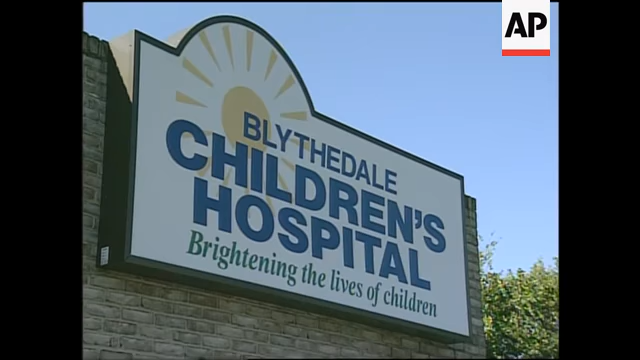 AP
BLYTHEDALE
CHILDREN'S
HOSPITAL
Brightening the lives of children